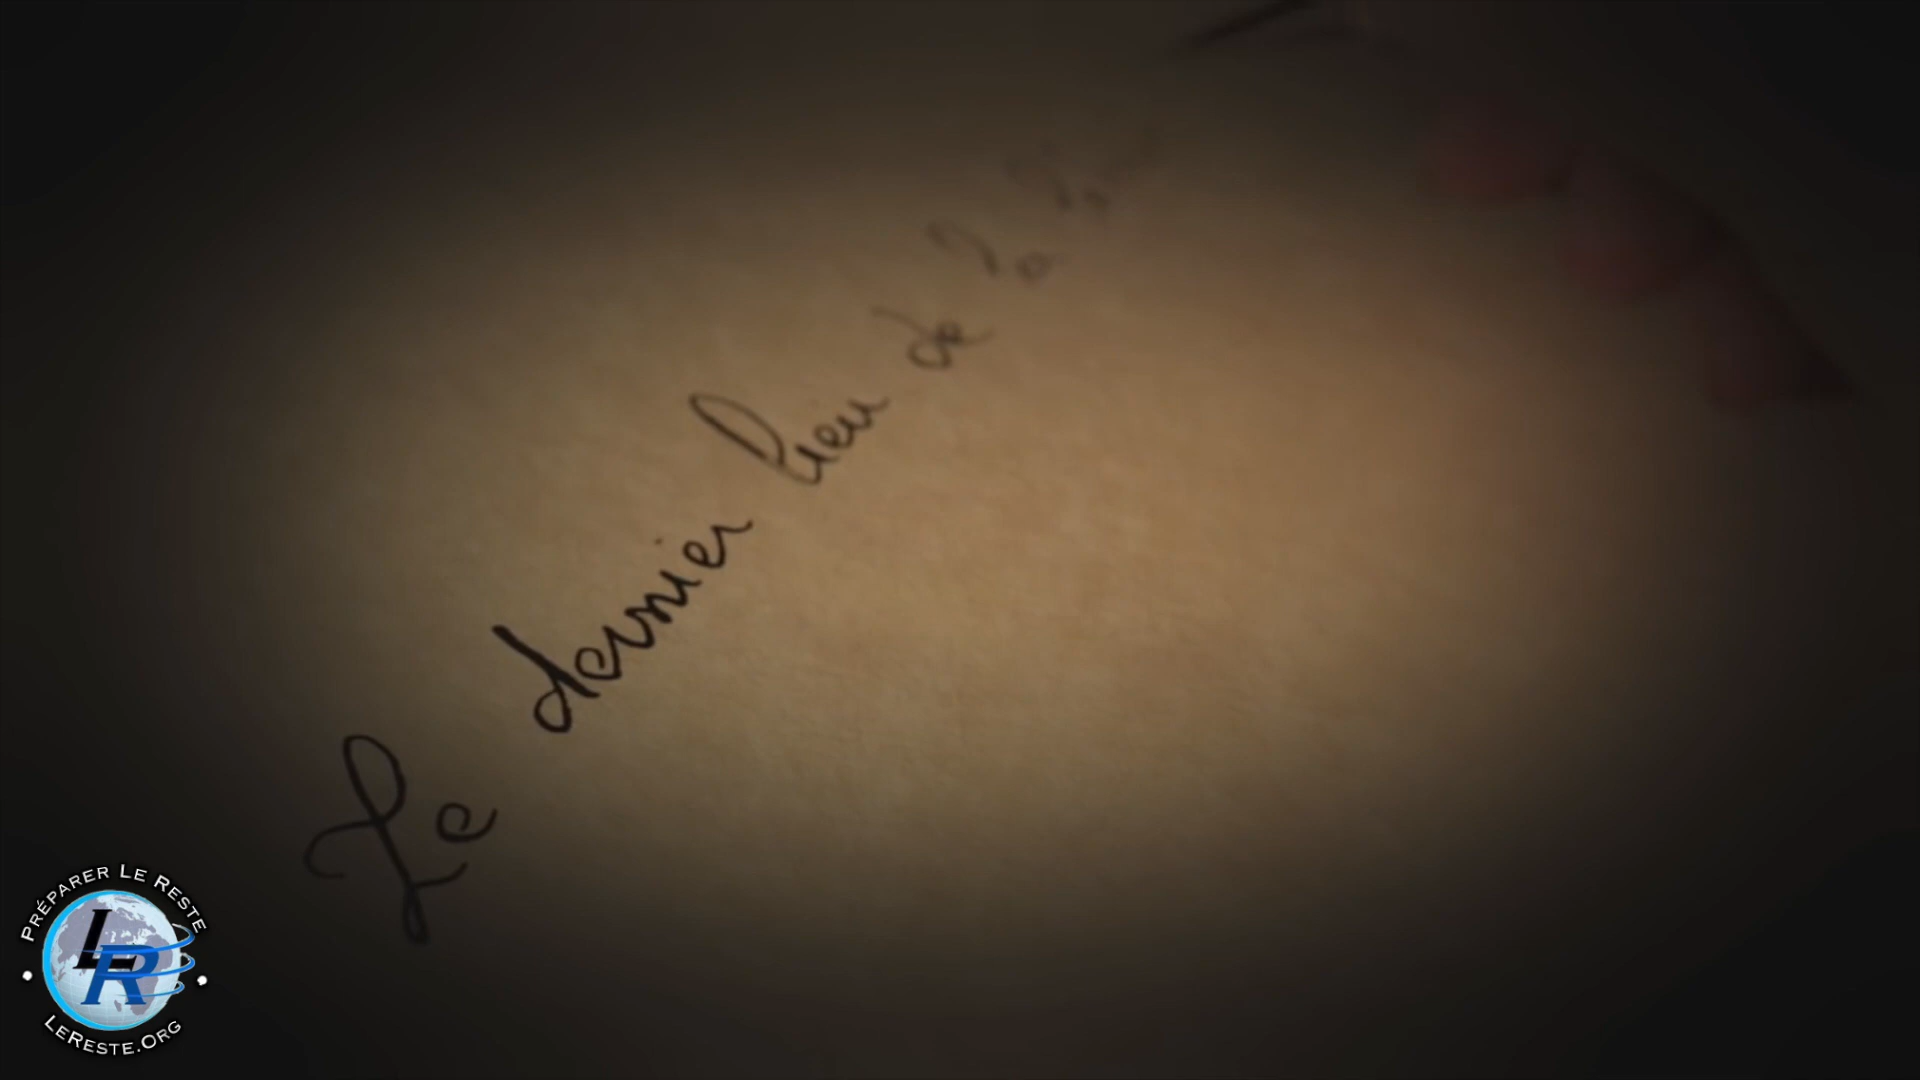 Le dernier lieu de
PRÉPARER LE RESTE
LR
LERESTE.ORG